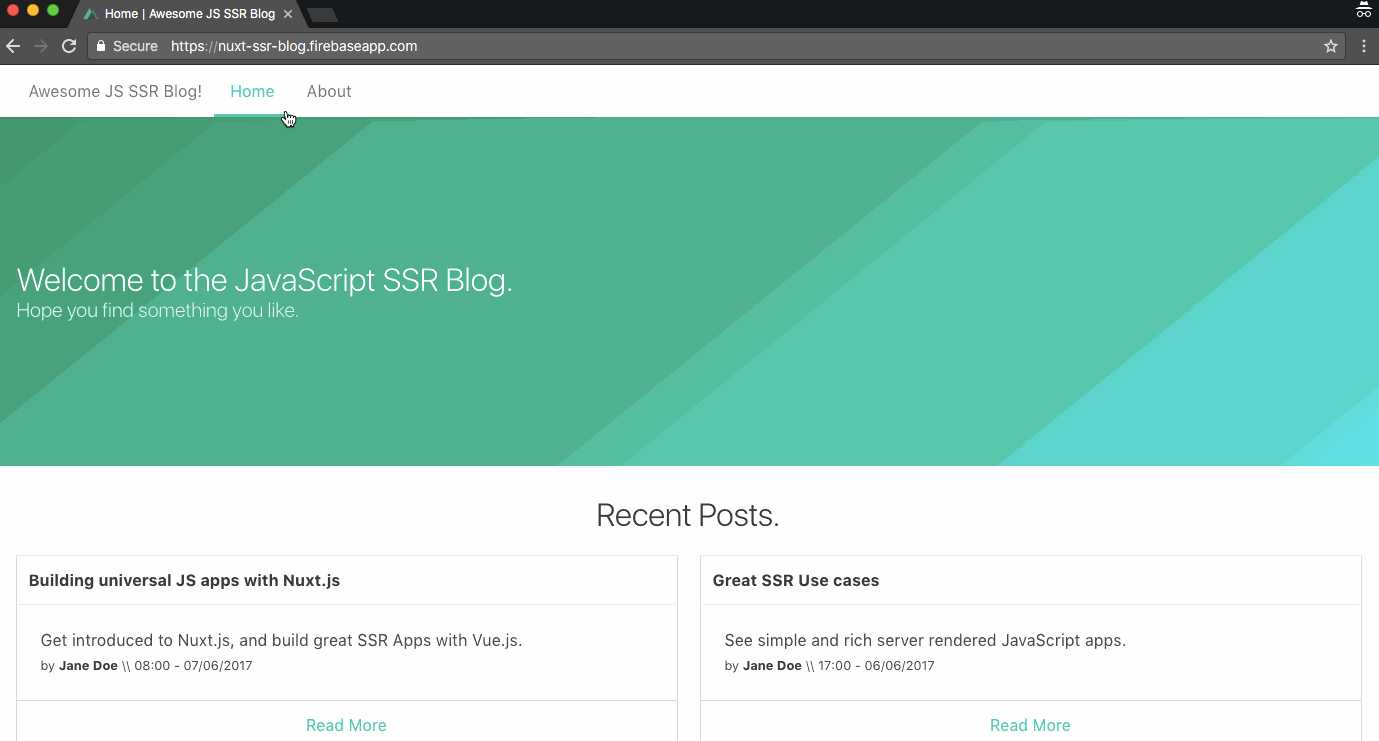 Home | Awesome JS SSR Blog
Secure https://nuxt-ssr-blog.firebaseapp.com
Awesome JS SSR Blog! Home About
Welcome to the JavaScript SSR Blog.
Hope you find something you like.
Recent Posts.
Building universal JS apps with Nuxt.js
Get introduced to Nuxt.js, and build great SSR Apps with Vue.js.
by Jane Doe \\ 08:00 - 07/06/2017
Read More
Great SSR Use cases
See simple and rich server rendered JavaScript apps.
by Jane Doe \\ 17:00 - 06/06/2017
Read More